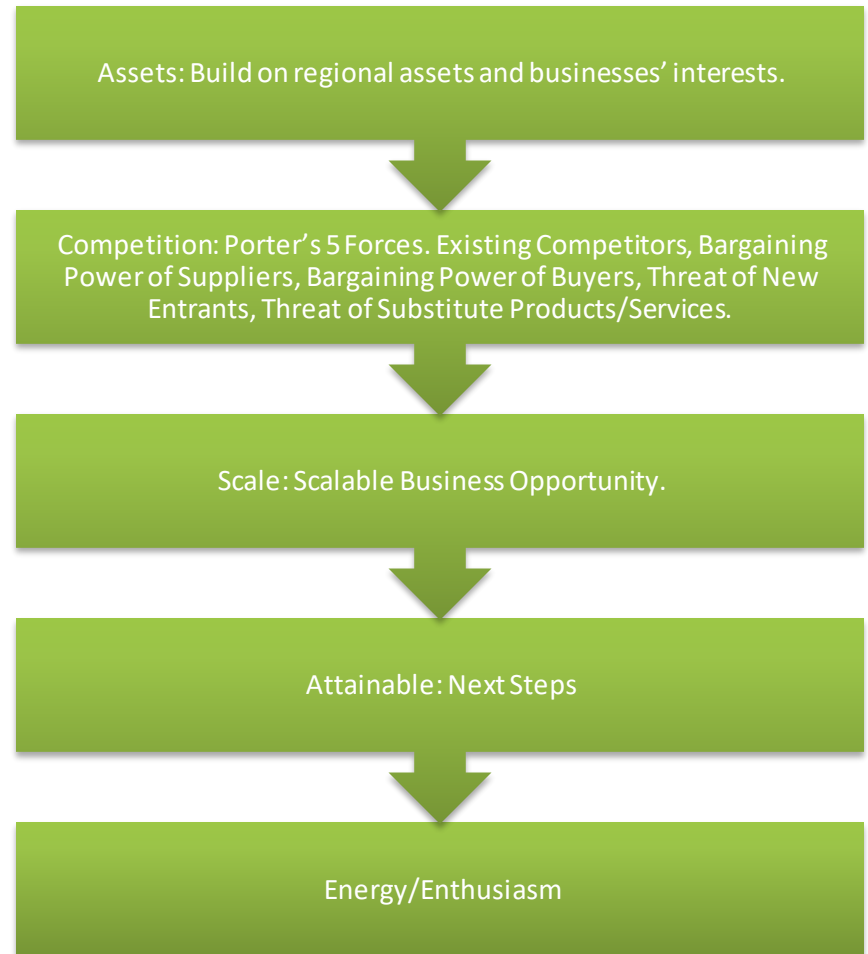 Assets: Build on regional assets and businesses’ interests.
Competition: Porter’s 5 Forces. Existing Competitors, Bargaining
Power of Suppliers, Bargaining Power of Buyers, Threat of New
Entrants, Threat of Substitute Products/Services.
Scale: Scalable Business Opportunity.
Attainable: Next Steps
Energy/Enthusiasm